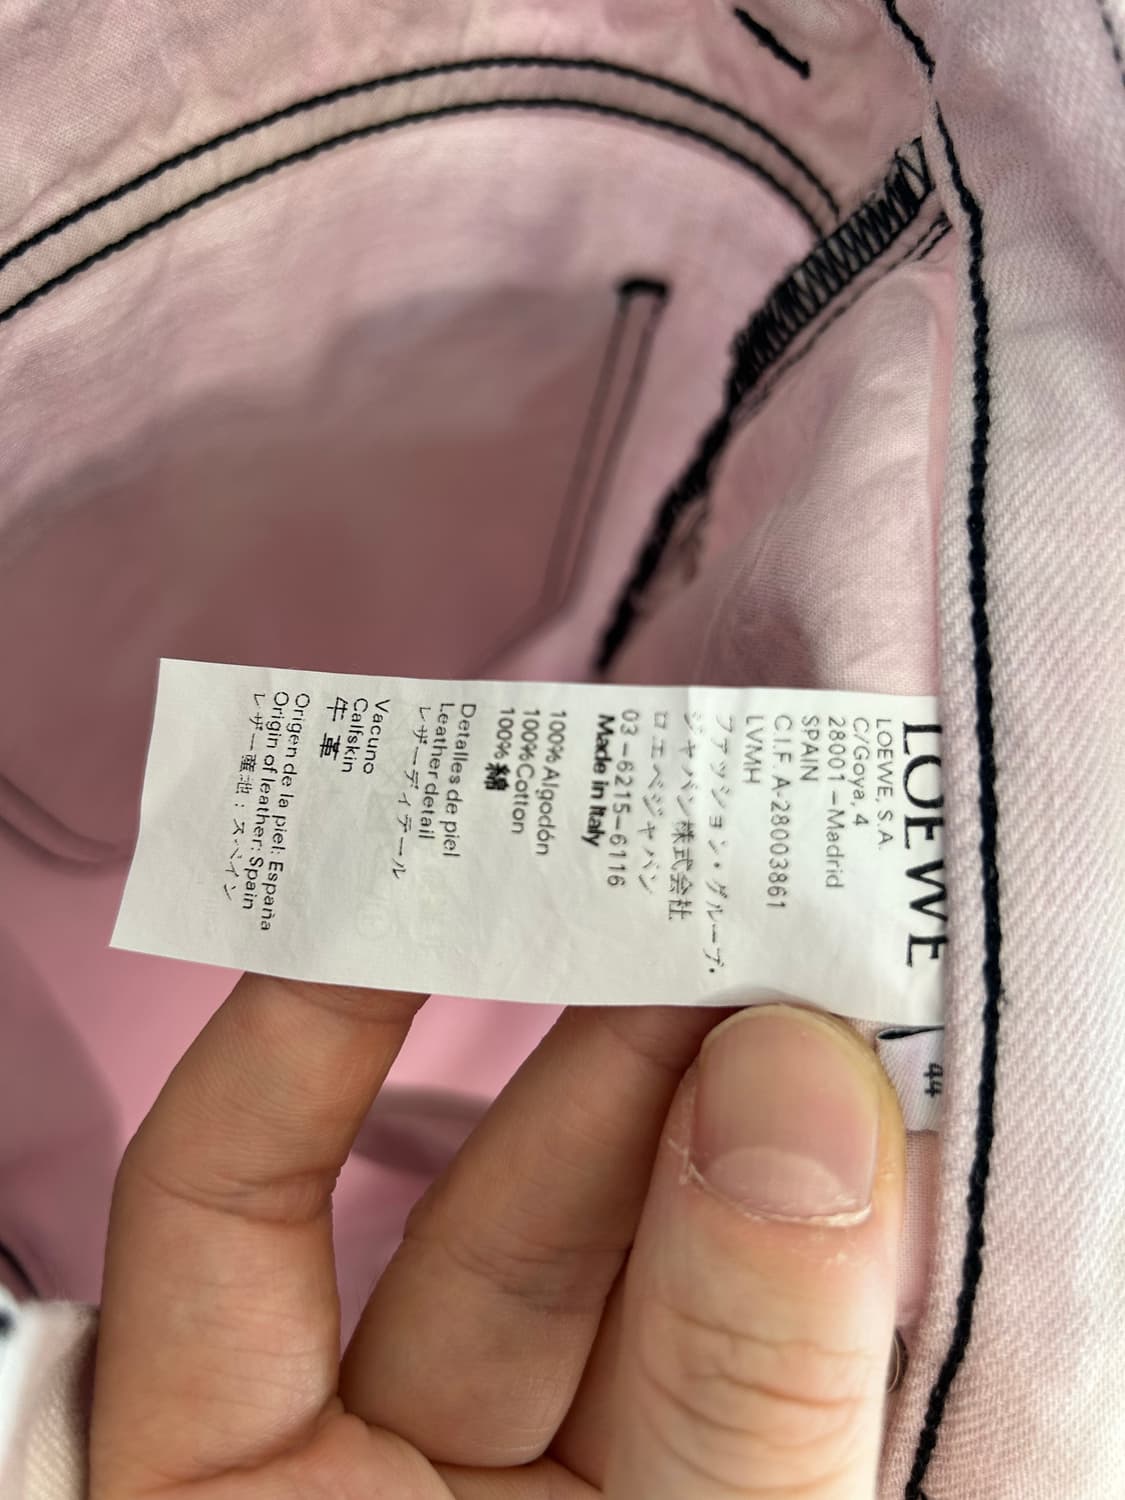 LOEWE
LOEWE, S.A.
C/Goya, 4
28001-Madrid
SPAIN
C.I.F. A-28003861
LVMH
ファッション・グループ・
ジャパン株式会社
ロエベジャパン
03-6215-6116
Made in Italy
100% Algodón
100% Cotton
100% 綿
Detalles de piel
Leather detail
レザーディテール
Vacuno
Calfskin
牛革
Origen de la piel: España
Origin of leather: Spain
レザー産地：スペイン
44